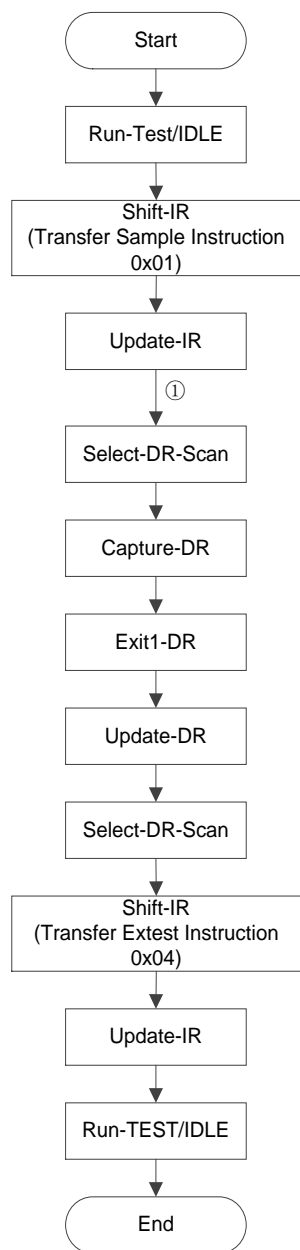 Start
Run-Test/IDLE
Shift-IR
(Transfer Sample Instruction
0x01)
Update-IR
①
Select-DR-Scan
Capture-DR
Exit1-DR
Update-DR
Select-DR-Scan
Shift-IR
(Transfer Extest Instruction
0x04)
Update-IR
Run-TEST/IDLE
End